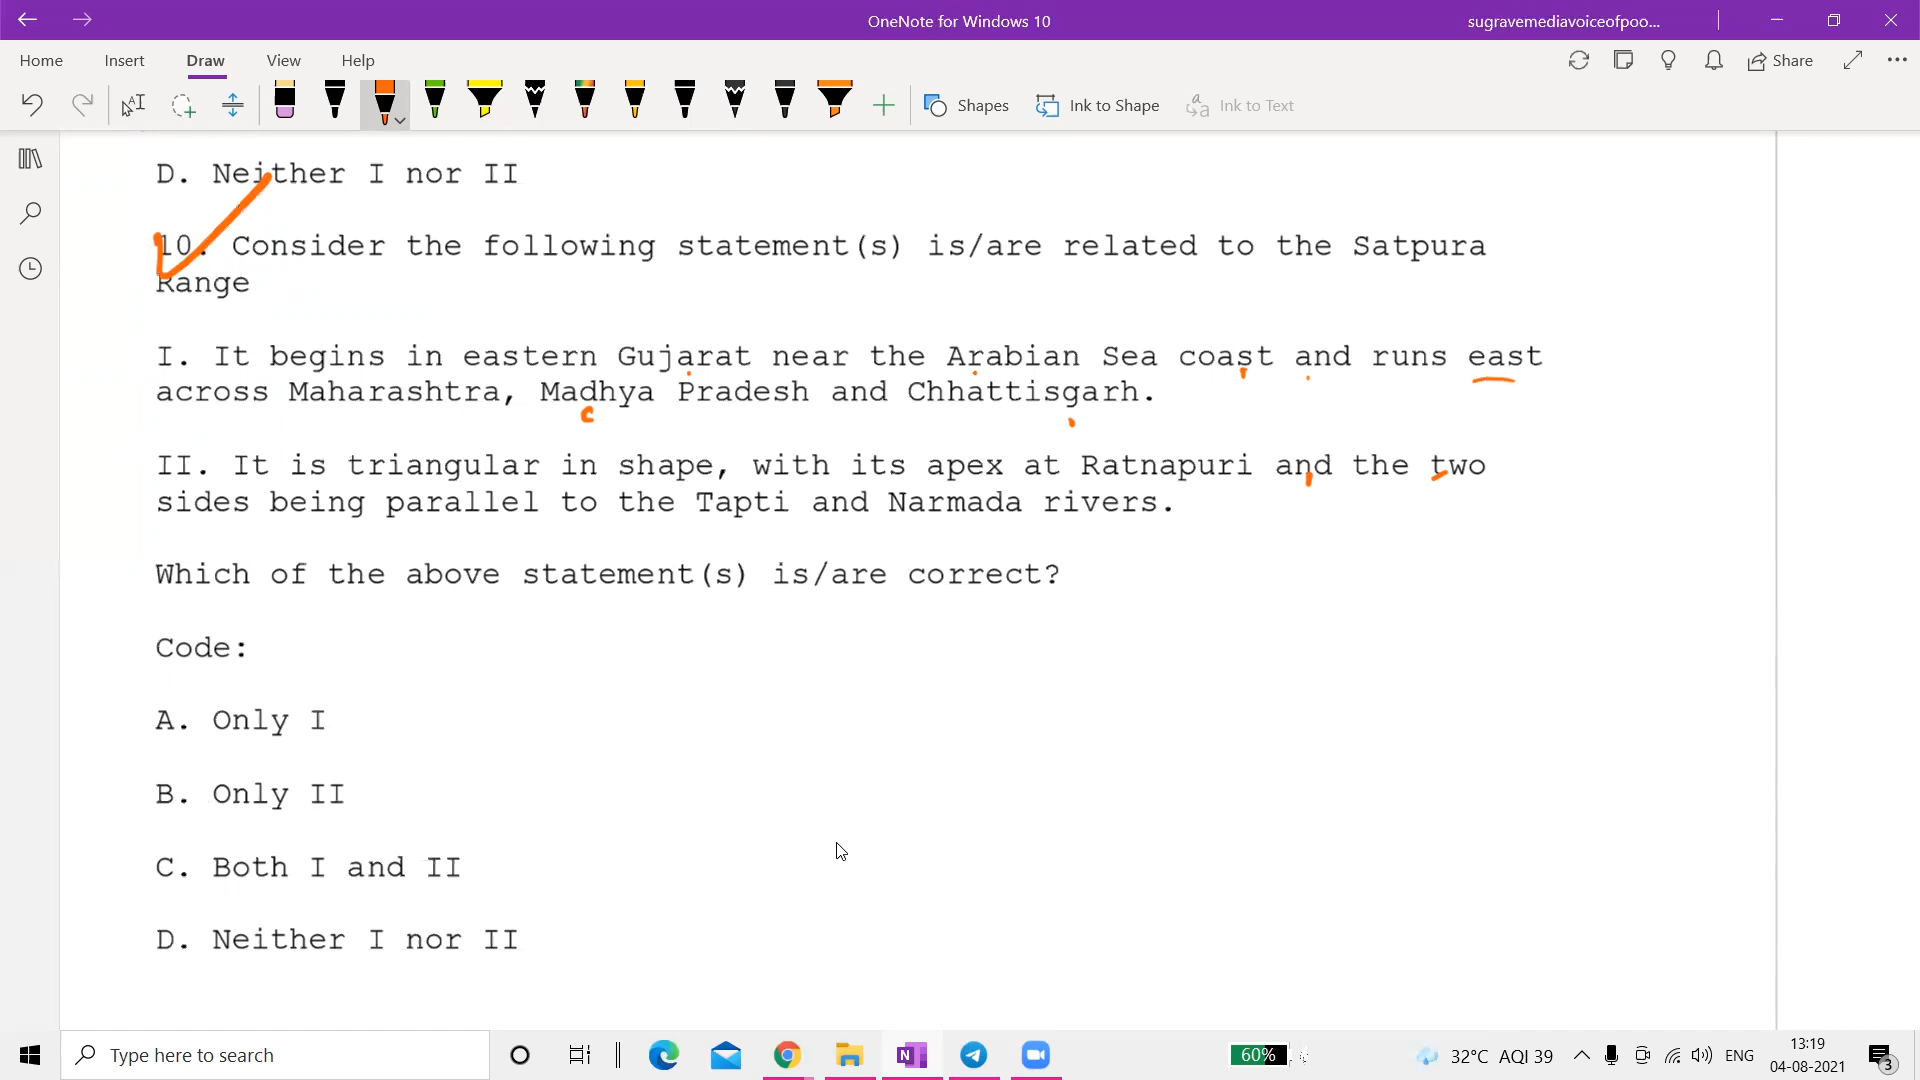 OneNote for Windows 10
sugravemediavoiceofpoo...
Home Insert Draw View Help
Share
Shapes Ink to Shape Ink to Text
D. Neither I nor II
10. Consider the following statement(s) is/are related to the Satpura
Range
I. It begins in eastern Gujarat near the Arabian Sea coast and runs east
across Maharashtra, Madhya Pradesh and Chhattisgarh.
II. It is triangular in shape, with its apex at Ratnapuri and the two
sides being parallel to the Tapti and Narmada rivers.
Which of the above statement(s) is/are correct?
Code:
A. Only I
B. Only II
C. Both I and II
D. Neither I nor II
Type here to search
60%
32°C AQI 39
ENG
13:19
04-08-2021
3